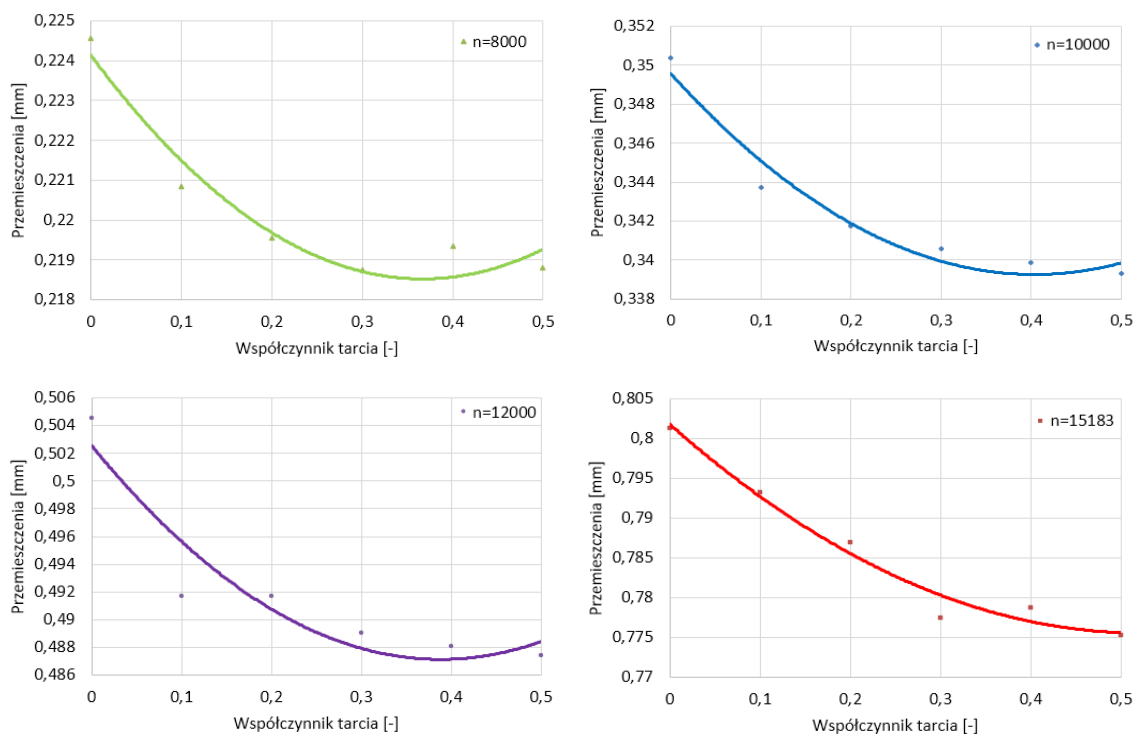 0,225
0,224
0,223
0,222
0,221
0,22
0,219
0,218
Przemieszczenia [mm]
n=8000
0 0,1 0,2 0,3 0,4 0,5
Współczynnik tarcia [-]
0,352
0,35
0,348
0,346
0,344
0,342
0,34
0,338
Przemieszczenia [mm]
n=10000
0 0,1 0,2 0,3 0,4 0,5
Współczynnik tarcia [-]
0,506
0,504
0,502
0,5
0,498
0,496
0,494
0,492
0,49
0,488
0,486
Przemieszczenia [mm]
n=12000
0 0,1 0,2 0,3 0,4 0,5
Współczynnik tarcia [-]
0,805
0,8
0,795
0,79
0,785
0,78
0,775
0,77
Przemieszczenia [mm]
n=15183
0 0,1 0,2 0,3 0,4 0,5
Współczynnik tarcia [-]